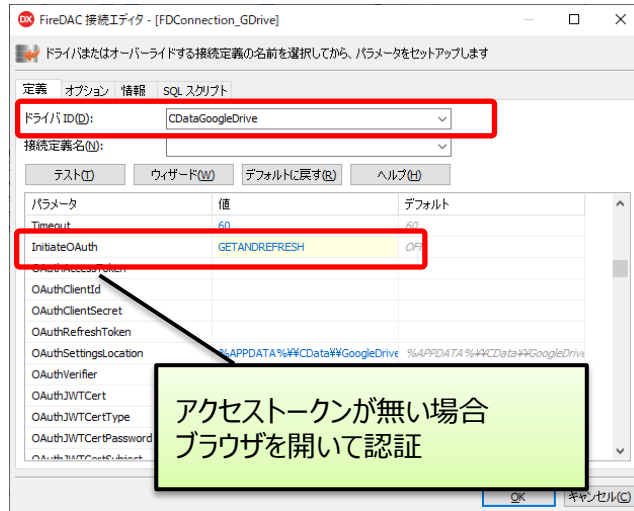 DX FireDAC 接続エディタ - [FDConnection_GDrive]
ドライバまたはオーバーライドする接続定義の名前を選択してから、パラメータをセットアップします
定義 オプション 情報 SQL スクリプト
ドライバ ID(D): CDataGoogleDrive
接続定義名(N):
テスト(T) ウィザード(W) デフォルトに戻す(R) ヘルプ(H)
パラメータ 値 デフォルト
Timeout 60 60
InitiateOAuth GETANDREFRESH OFF
OAuthAccessToken
OAuthClientId
OAuthClientSecret
OAuthRefreshToken
OAuthSettingsLocation %APPDATA%¥¥CData¥¥GoogleDrive %APPDATA%¥¥CData¥¥GoogleDrive
OAuthVerifier
OAuthJWTCert
OAuthJWTCertType
OAuthJWTCertPassword
OAuthJWTCertSubject
アクセストークンが無い場合
ブラウザを開いて認証
OK キャンセル(C)